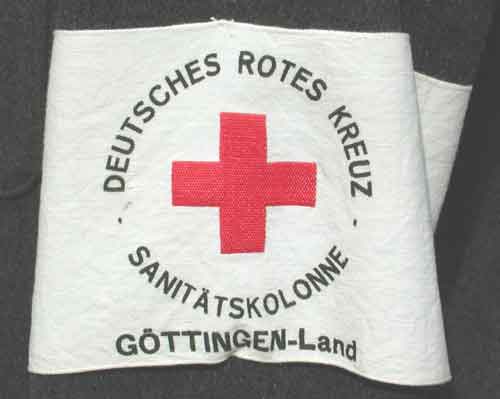 DEUTSCHES ROTES KREUZ
- SANITÄTSKOLONNE -
GÖTTINGEN-Land